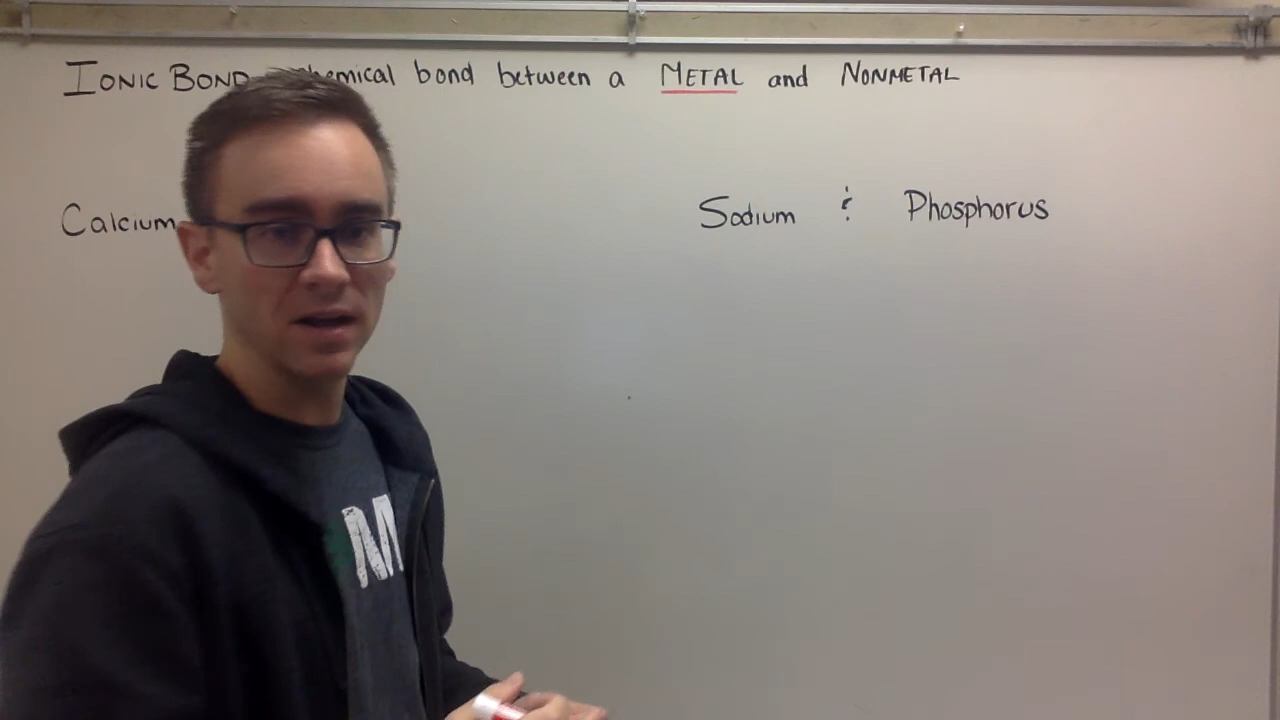 IONIC BOND chemical bond between a METAL and NONMETAL
Calcium Sodium & Phosphorus
M